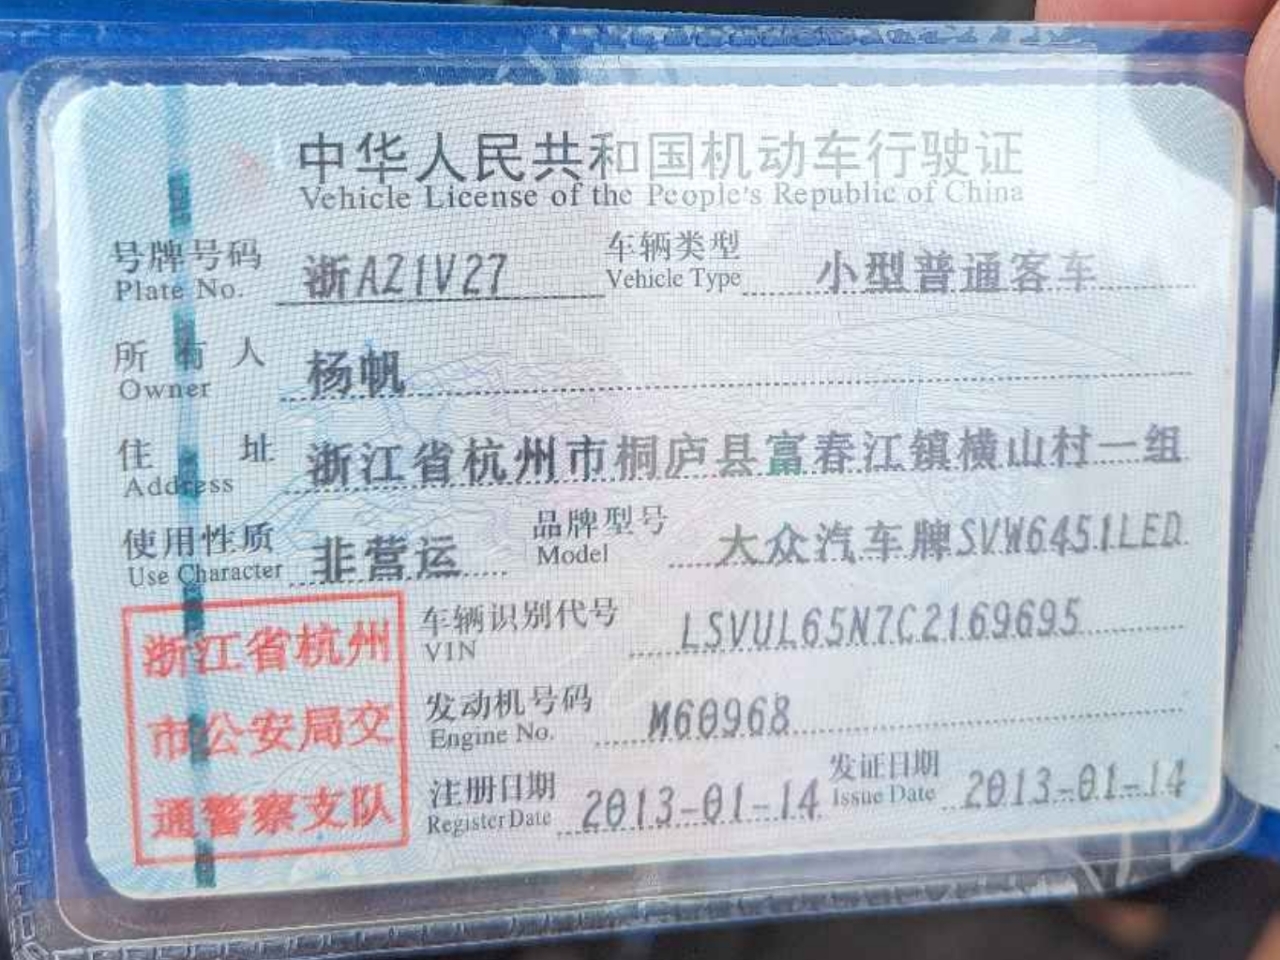 中华人民共和国机动车行驶证
Vehicle License of the People's Republic of China
号牌号码 浙AZ1V27 车辆类型 小型普通客车
Plate No. Vehicle Type
所有人 杨帆
Owner
住址 浙江省杭州市桐庐县富春江镇横山村一组
Address
使用性质 非营运 品牌型号 大众汽车牌SVW6451LED
Use Character Model
浙江省杭州
市公安局交
通警察支队
车辆识别代号 LSVUL65N7C2169695
VIN
发动机号码 M60968
Engine No.
注册日期 2013-01-14 发证日期 2013-01-14
Register Date Issue Date